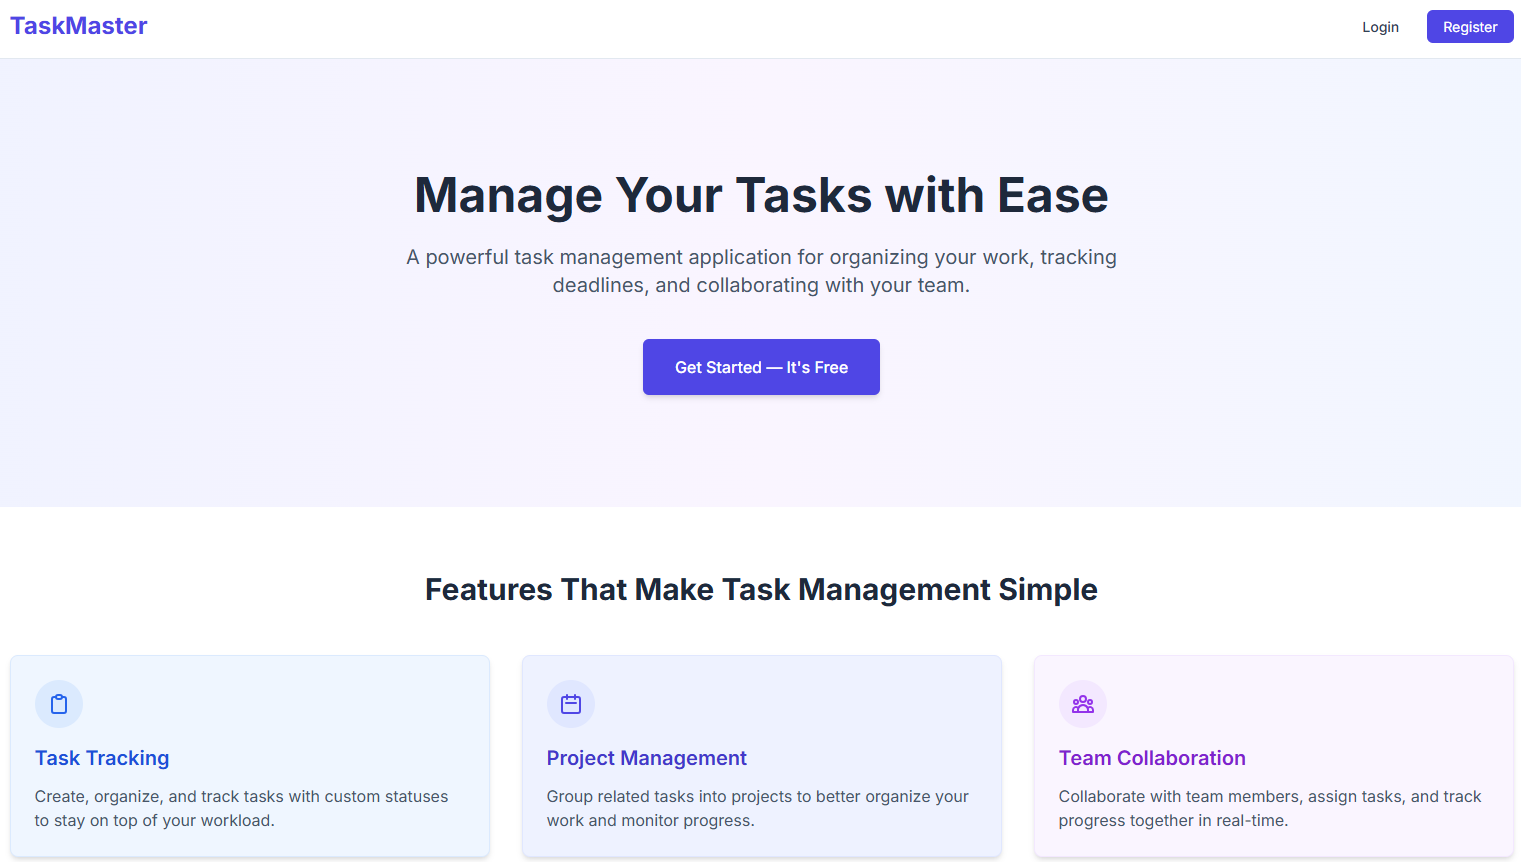 TaskMaster
Login
Register
Manage Your Tasks with Ease
A powerful task management application for organizing your work, tracking
deadlines, and collaborating with your team.
Get Started — It's Free
Features That Make Task Management Simple
Task Tracking
Create, organize, and track tasks with custom statuses
to stay on top of your workload.
Project Management
Group related tasks into projects to better organize your
work and monitor progress.
Team Collaboration
Collaborate with team members, assign tasks, and track
progress together in real-time.